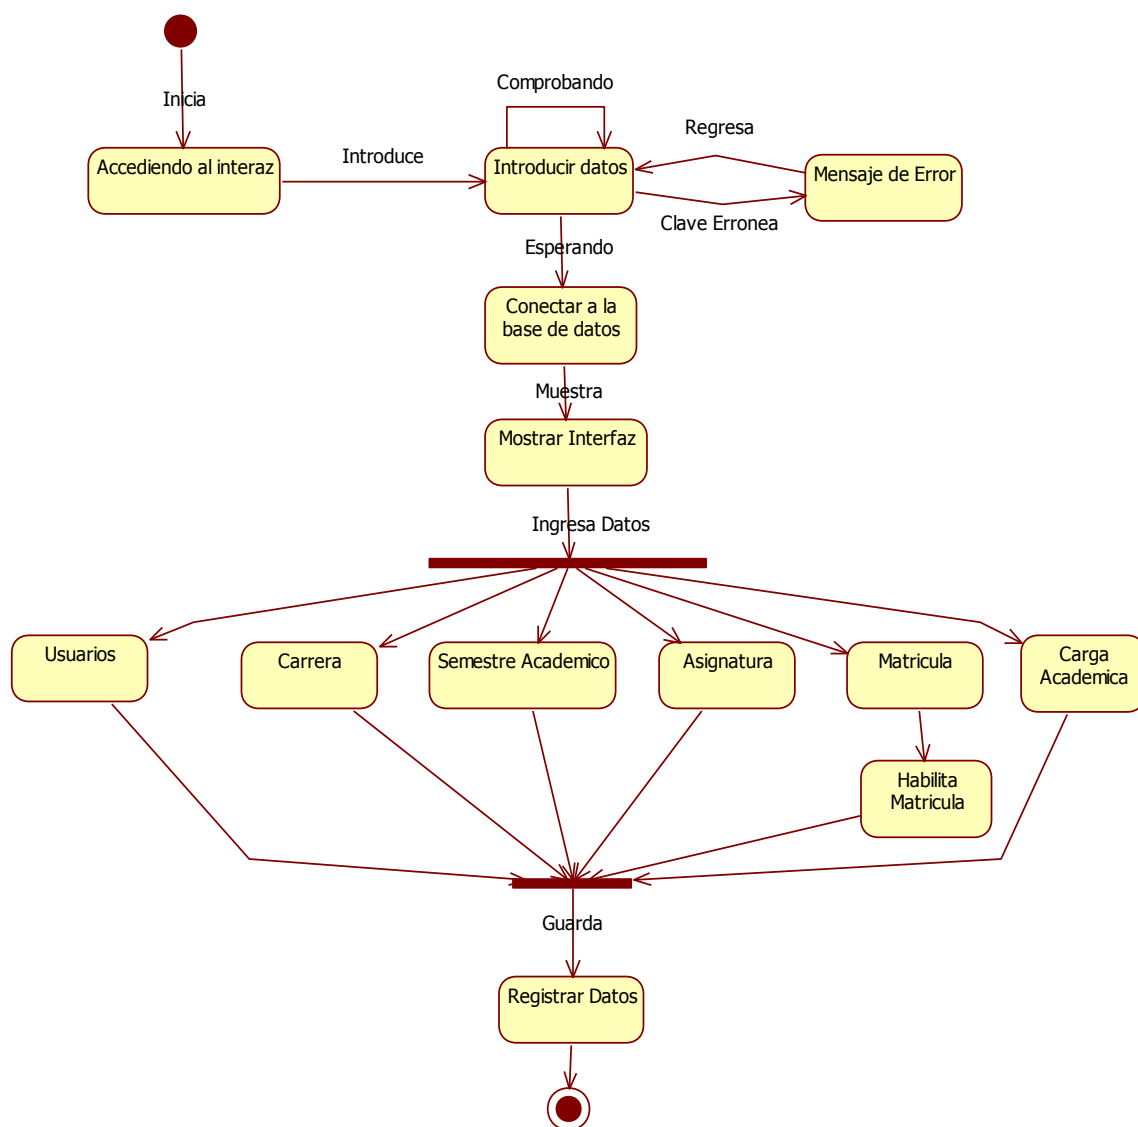 Inicia
Comprobando
Accediendo al interaz
Introduce
Introducir datos
Regresa
Mensaje de Error
Clave Erronea
Esperando
Conectar a la
base de datos
Muestra
Mostrar Interfaz
Ingresa Datos
Usuarios
Carrera
Semestre Academico
Asignatura
Matricula
Carga
Academica
Habilita
Matricula
Guarda
Registrar Datos